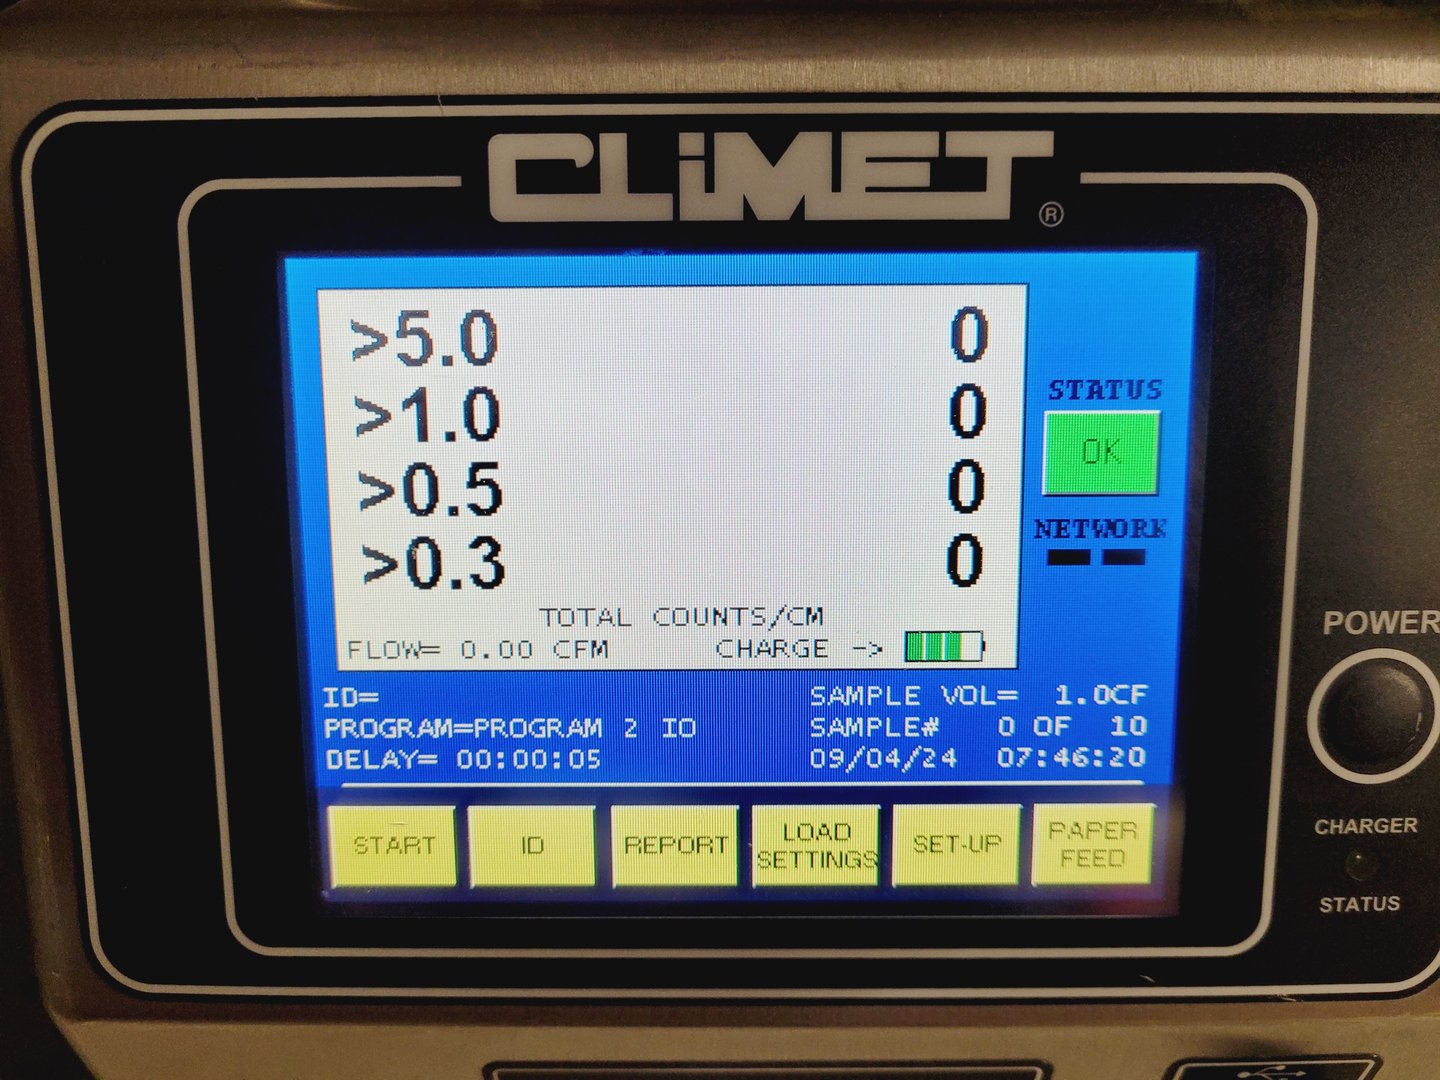 CLiMET®
>5.0 0
>1.0 0
>0.5 0
>0.3 0
TOTAL COUNTS/CM
FLOW= 0.00 CFM CHARGE ->
STATUS
OK
NETWORK
ID=
PROGRAM=PROGRAM 2 IO
DELAY= 00:00:05
SAMPLE VOL= 1.0CF
SAMPLE# 0 OF 10
09/04/24 07:46:20
START
ID
REPORT
LOAD
SETTINGS
SET-UP
PAPER
FEED
POWER
CHARGER
STATUS